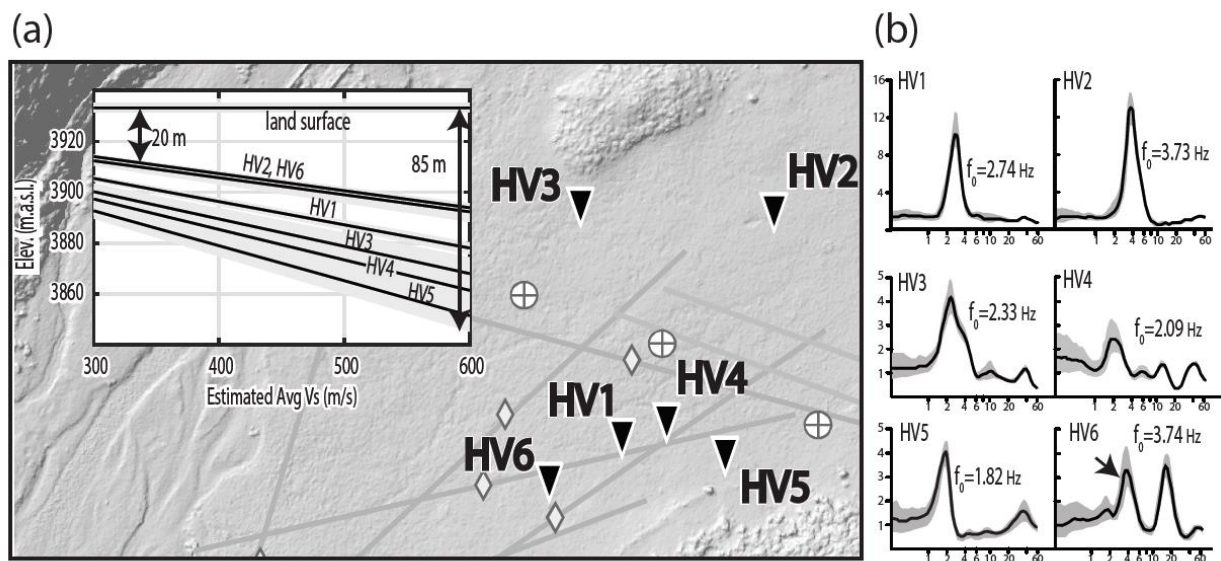 (a)
(b)
3920
3900
3880
3860
Elev. (m.a.s.l.)
land surface
20 m
85 m
HV2, HV6
HV1
HV3
HV4
HV5
300 400 500 600
Estimated Avg Vs (m/s)
HV3
HV2
HV4
HV1
HV6
HV5
HV1
16
12
8
4
f₀=2.74 Hz
1 2 4 6 10 20 60
HV2
f₀=3.73 Hz
1 2 4 6 10 20 60
HV3
5
4
3
2
1
f₀=2.33 Hz
1 2 4 6 10 20 60
HV4
f₀=2.09 Hz
1 2 4 6 10 20 60
HV5
5
4
3
2
1
f₀=1.82 Hz
1 2 4 6 10 20 60
HV6
f₀=3.74 Hz
1 2 4 6 10 20 60